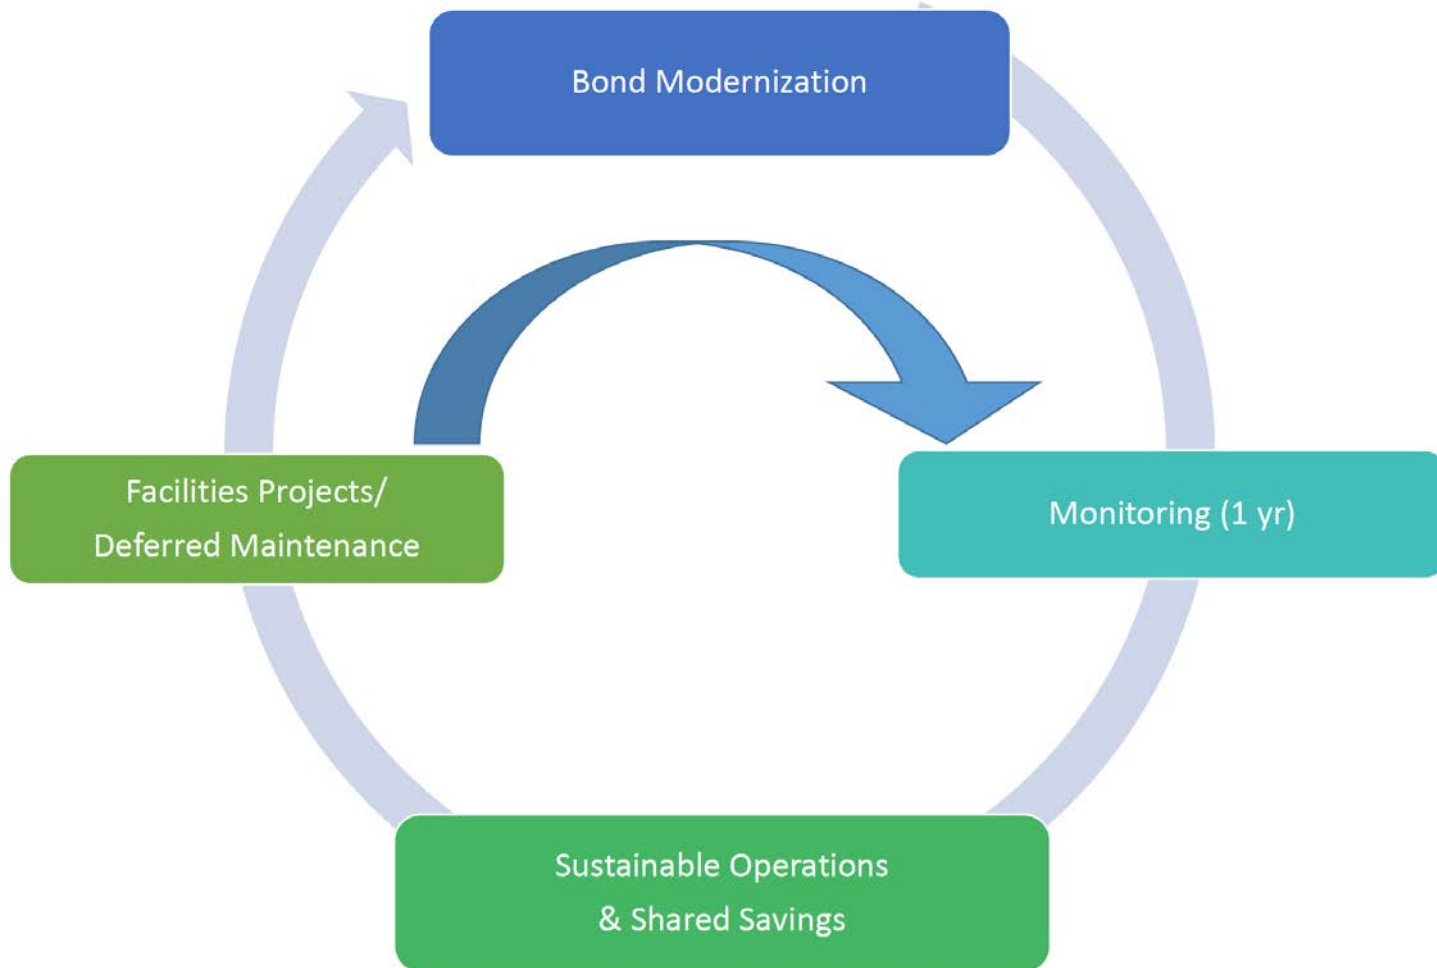 Bond Modernization
Facilities Projects/
Deferred Maintenance
Monitoring (1 yr)
Sustainable Operations
& Shared Savings